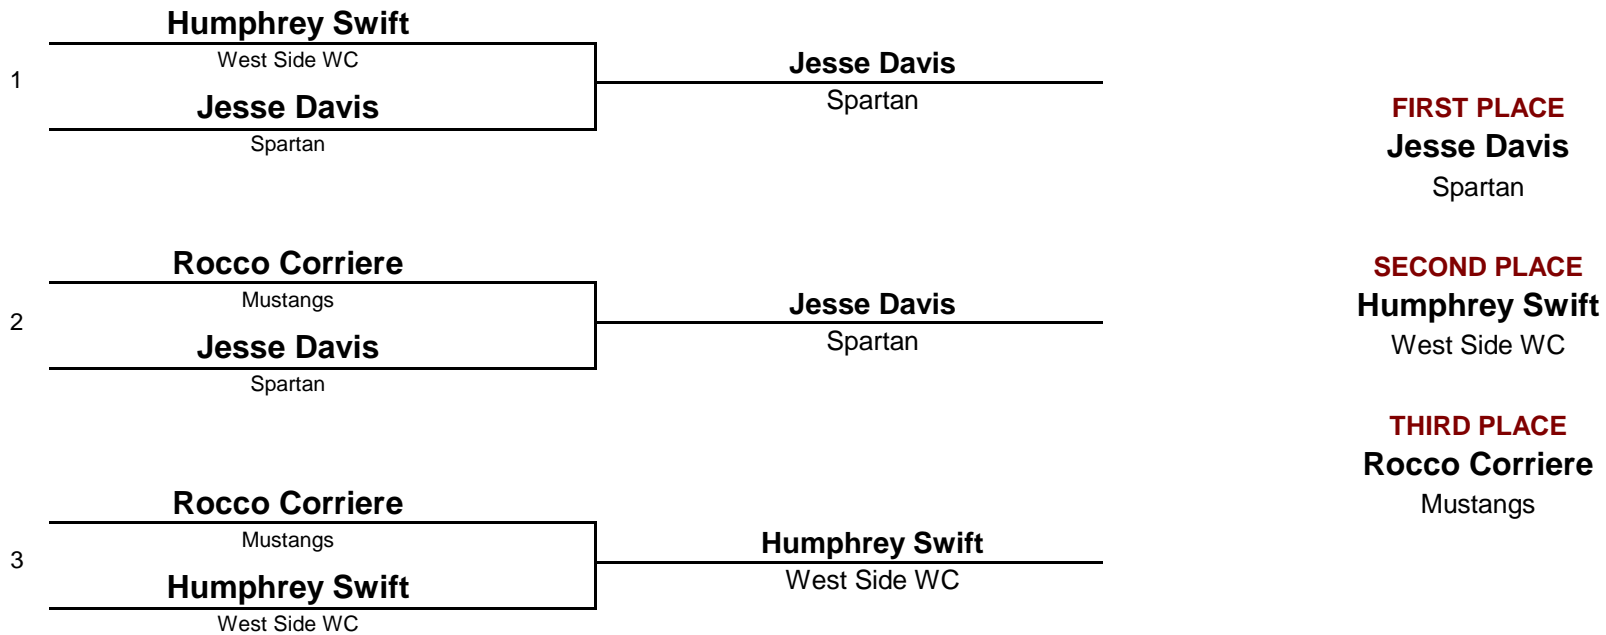 Humphrey Swift
West Side WC
1
Jesse Davis
Spartan
Jesse Davis
Spartan
Rocco Corriere
Mustangs
2
Jesse Davis
Spartan
Jesse Davis
Spartan
Rocco Corriere
Mustangs
3
Humphrey Swift
West Side WC
Humphrey Swift
West Side WC
FIRST PLACE
Jesse Davis
Spartan
SECOND PLACE
Humphrey Swift
West Side WC
THIRD PLACE
Rocco Corriere
Mustangs